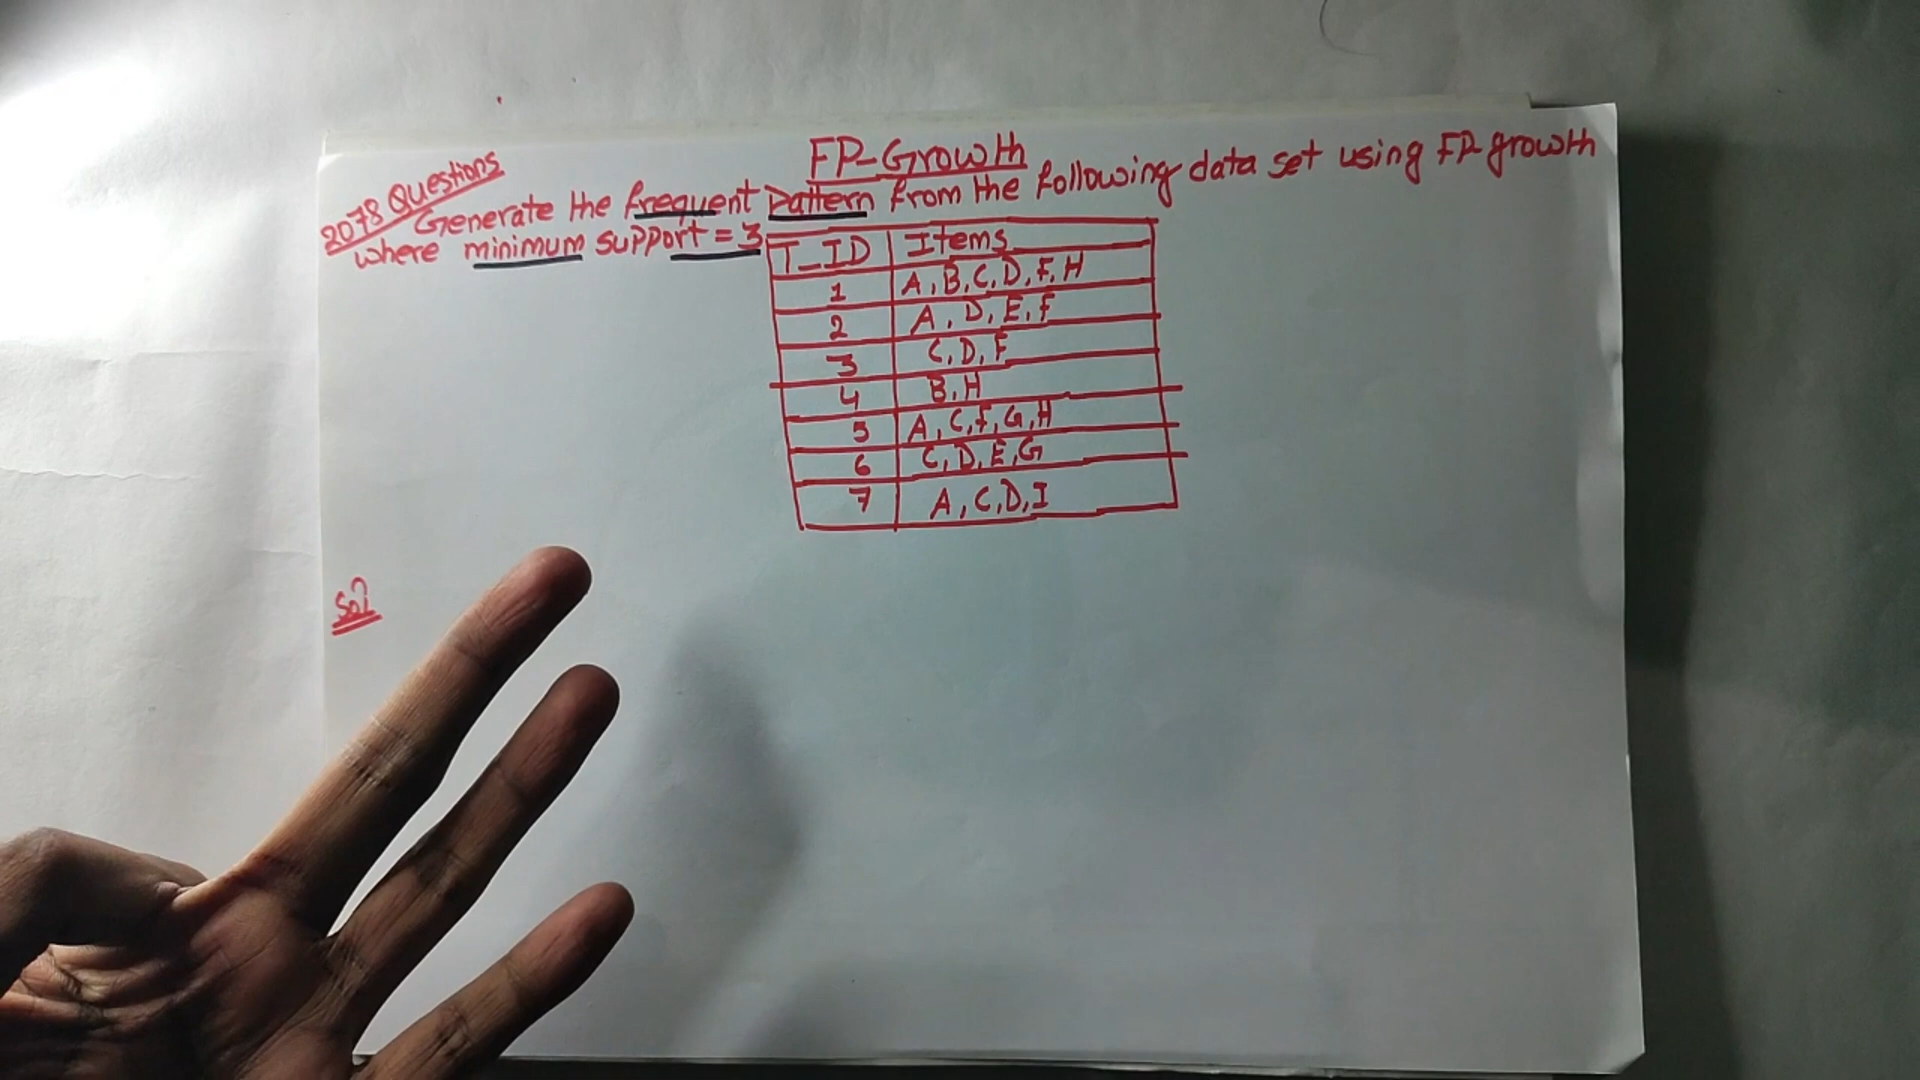 FP-Growth
2078 Questions
Generate the frequent pattern from the following data set using FP-growth
where minimum support = 3
T_ID Items
1 A, B, C, D, F, H
2 A, D, E, F
3 C, D, F
4 B, H
5 A, C, F, G, H
6 C, D, E, G
7 A, C, D, I
Sol